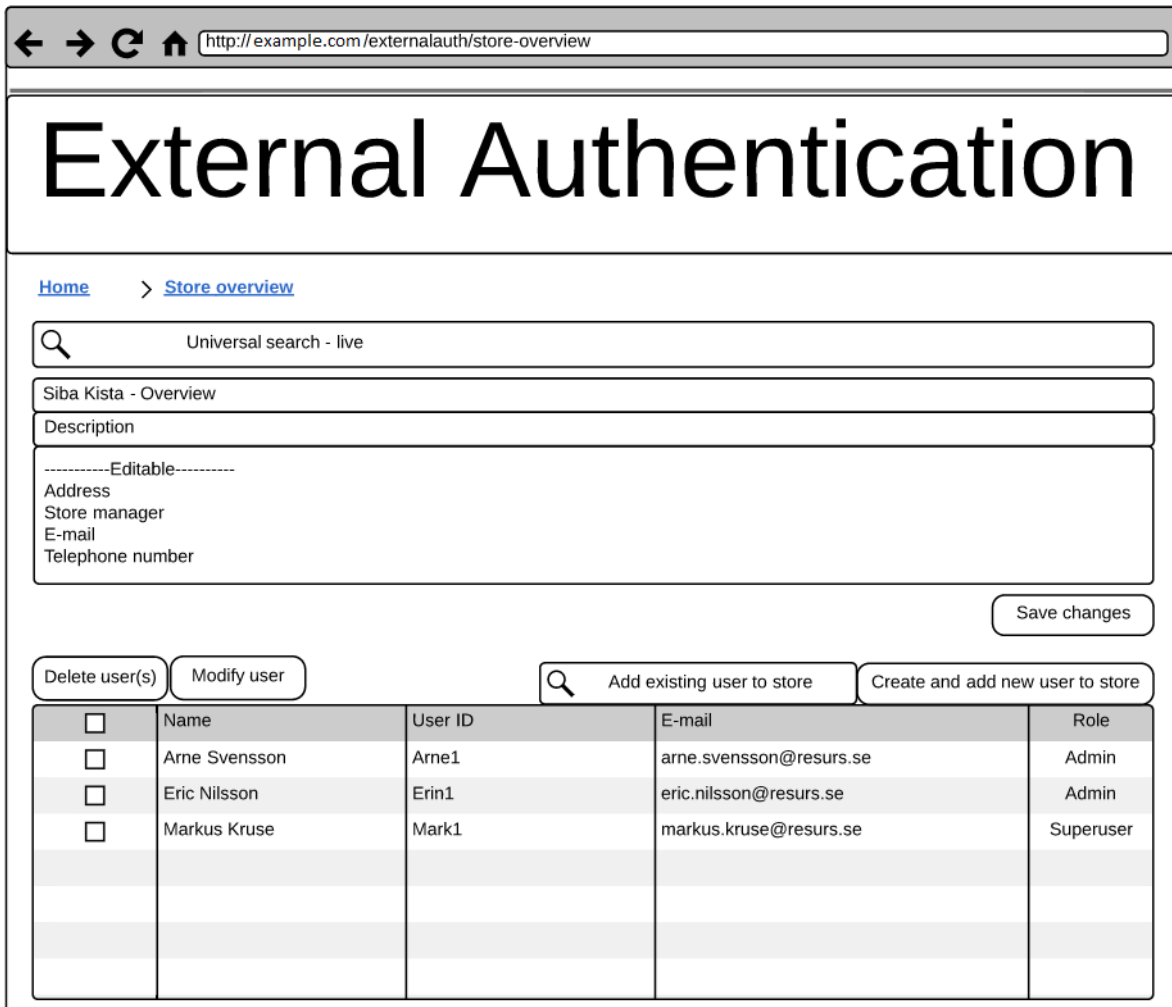 http://example.com/externalauth/store-overview
External Authentication
Home > Store overview
Universal search - live
Siba Kista - Overview
Description
-----------Editable----------
Address
Store manager
E-mail
Telephone number
Save changes
Delete user(s) Modify user Add existing user to store Create and add new user to store
Name User ID E-mail Role
Arne Svensson Arne1 arne.svensson@resurs.se Admin
Eric Nilsson Erin1 eric.nilsson@resurs.se Admin
Markus Kruse Mark1 markus.kruse@resurs.se Superuser